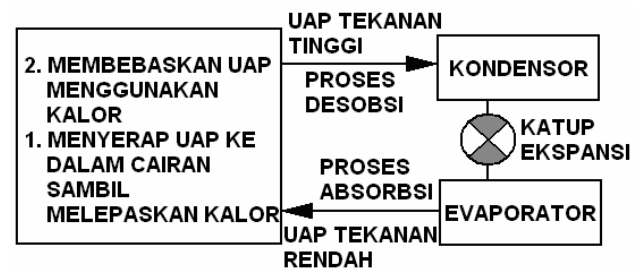 UAP TEKANAN
TINGGI
2. MEMBEBASKAN UAP
MENGGUNAKAN
KALOR
1. MENYERAP UAP KE
DALAM CAIRAN
SAMBIL
MELEPASKAN KALOR
PROSES
DESOBSI
KONDENSOR
KATUP
EKSPANSI
PROSES
ABSORBSI
EVAPORATOR
UAP TEKANAN
RENDAH